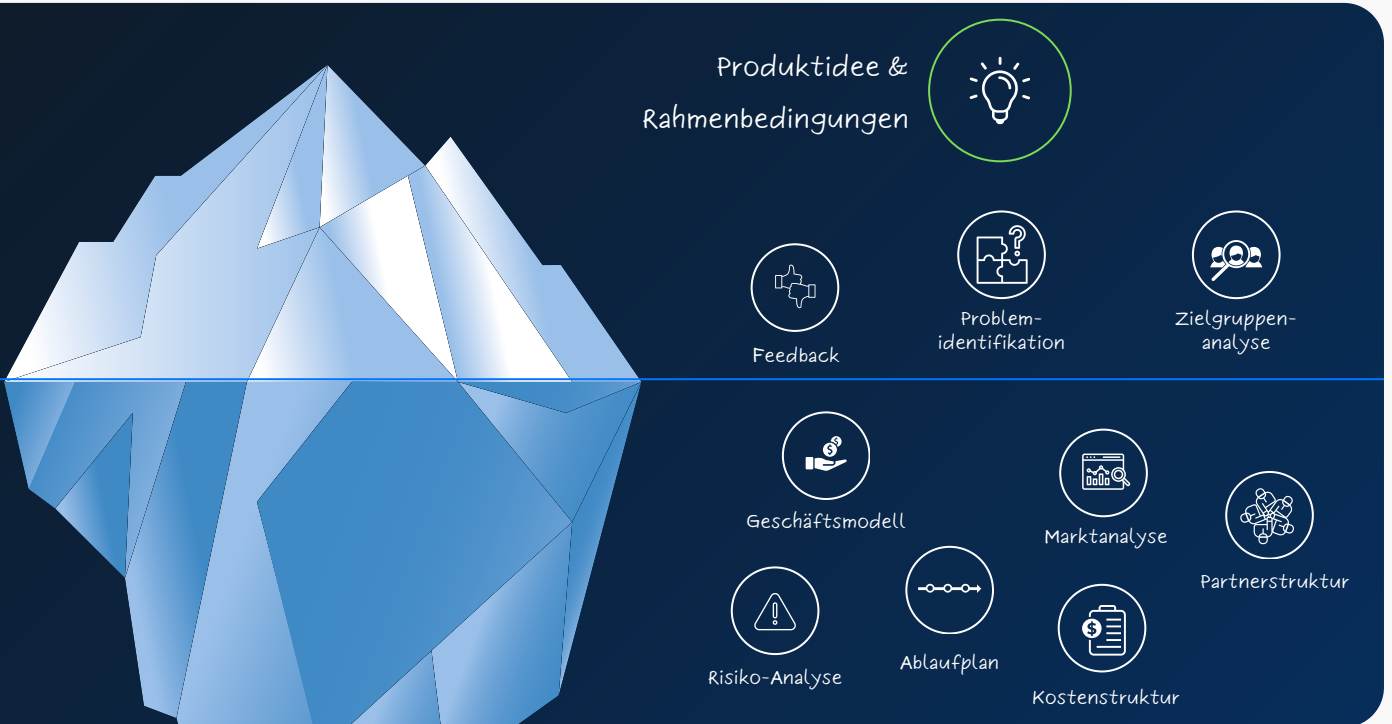 Produktidee &
Rahmenbedingungen
Feedback
Problem-
identifikation
Zielgruppen-
analyse
Geschäftsmodell
Marktanalyse
Partnerstruktur
Risiko-Analyse
Ablaufplan
Kostenstruktur